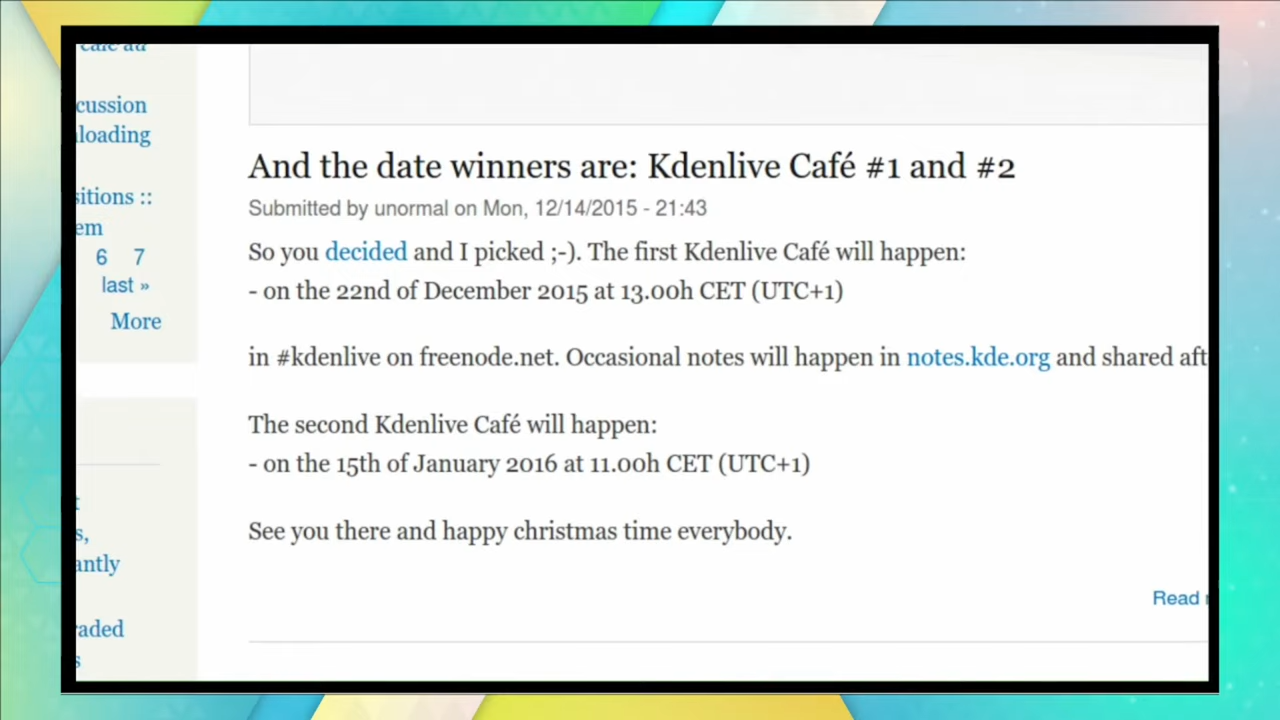 café ad
cussion
loading
sitions ::
em
6 7
last »
More
antly
raded
And the date winners are: Kdenlive Café #1 and #2
Submitted by unormal on Mon, 12/14/2015 - 21:43
So you decided and I picked ;-). The first Kdenlive Café will happen:
- on the 22nd of December 2015 at 13.00h CET (UTC+1)
in #kdenlive on freenode.net. Occasional notes will happen in notes.kde.org and shared aft
The second Kdenlive Café will happen:
- on the 15th of January 2016 at 11.00h CET (UTC+1)
See you there and happy christmas time everybody.
Read